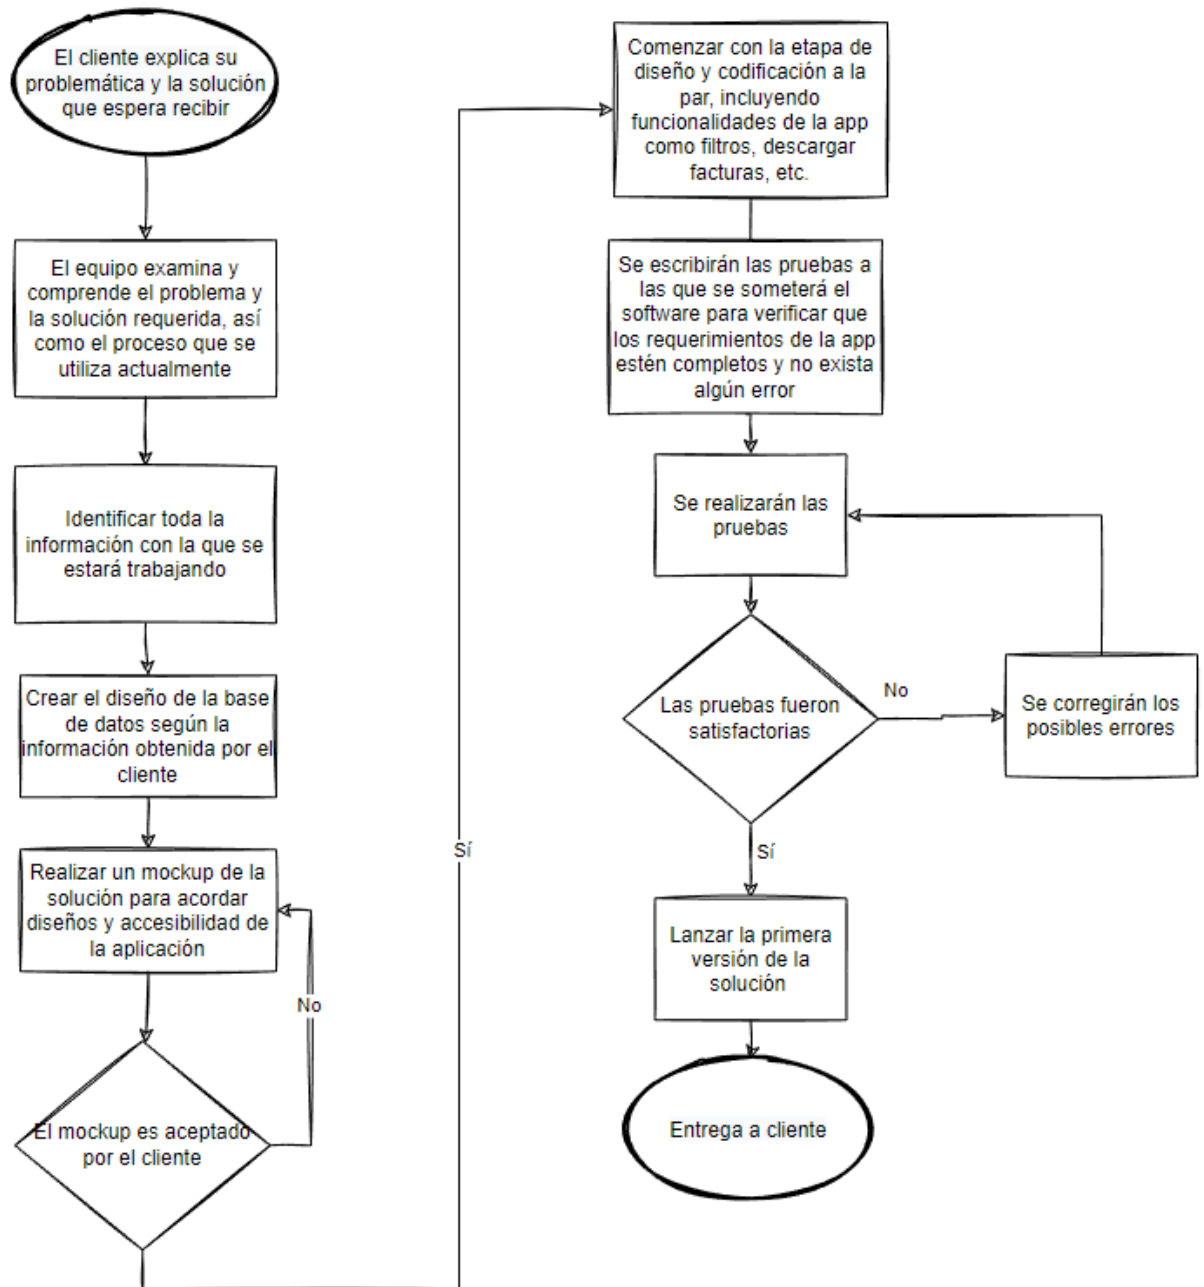 El cliente explica su
problemática y la solución
que espera recibir
El equipo examina y
comprende el problema y
la solución requerida, así
como el proceso que se
utiliza actualmente
Identificar toda la
información con la que se
estará trabajando
Crear el diseño de la base
de datos según la
información obtenida por el
cliente
Realizar un mockup de la
solución para acordar
diseños y accesibilidad de
la aplicación
No
El mockup es aceptado
por el cliente
Sí
Comenzar con la etapa de
diseño y codificación a la
par, incluyendo
funcionalidades de la app
como filtros, descargar
facturas, etc.
Se escribirán las pruebas a
las que se someterá el
software para verificar que
los requerimientos de la app
estén completos y no exista
algún error
Se realizarán las
pruebas
Las pruebas fueron
satisfactorias
No
Se corregirán los
posibles errores
Sí
Lanzar la primera
versión de la
solución
Entrega a cliente